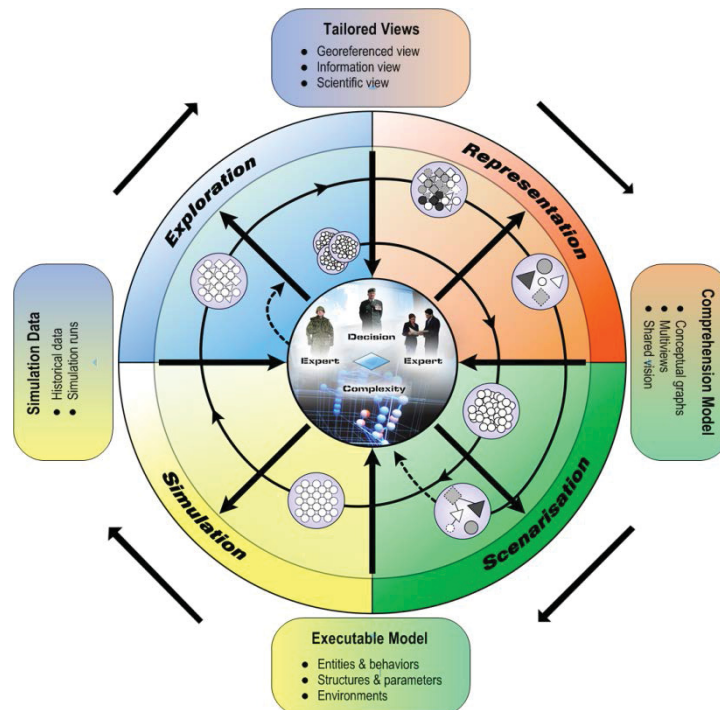 Tailored Views
● Georeferenced view
● Information view
● Scientific view
Exploration
Representation
Simulation Data
● Historical data
● Simulation runs
Decision
Expert
Expert
Complexity
Comprehension Model
● Conceptual graphs
● Multiviews
● Shared vision
Simulation
Scenarisation
Executable Model
● Entities & behaviors
● Structures & parameters
● Environments